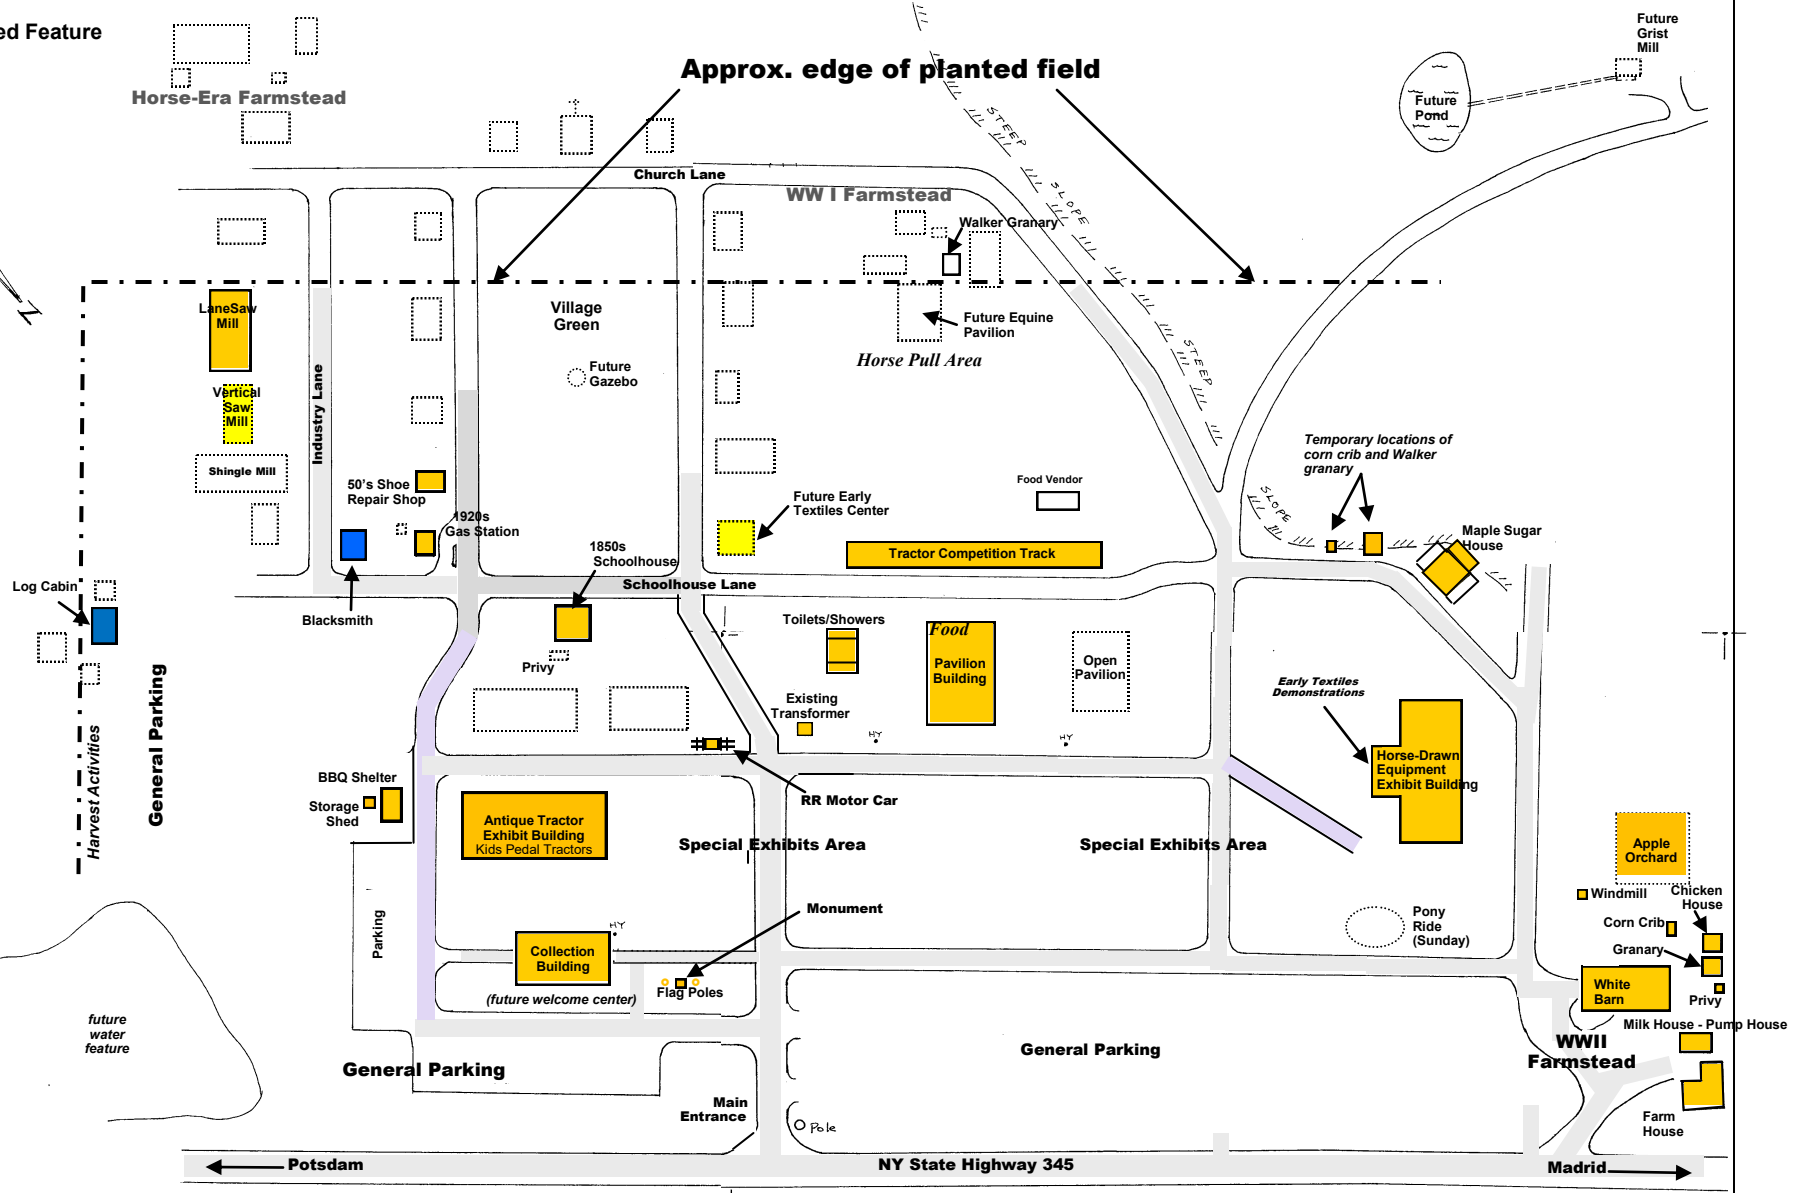 ed Feature
Future
Grist
Mill
Approx. edge of planted field
Horse-Era Farmstead
Future
Pond
STEEP
Church Lane
WW I Farmstead
SLOPE
Walker Granary
LaneSaw
Mill
Village
Green
Future Equine
Pavilion
Horse Pull Area
STEEP
Future
Gazebo
Vertical
Saw
Mill
Industry Lane
Shingle Mill
50's Shoe
Repair Shop
1920s
Gas Station
Future Early
Textiles Center
Food Vendor
Temporary locations of
corn crib and Walker
granary
SLOPE
Maple Sugar
House
1850s
Schoolhouse
Tractor Competition Track
Schoolhouse Lane
Log Cabin
Blacksmith
Toilets/Showers
Food
Pavilion
Building
Open
Pavilion
Privy
Early Textiles
Demonstrations
Existing
Transformer
HY
HY
General Parking
Harvest Activities
BBQ Shelter
Storage
Shed
RR Motor Car
Horse-Drawn
Equipment
Exhibit Building
Antique Tractor
Exhibit Building
Kids Pedal Tractors
Special Exhibits Area
Special Exhibits Area
Apple
Orchard
Windmill
Chicken
House
Corn Crib
Granary
Monument
Parking
HY
Pony
Ride
(Sunday)
Collection
Building
(future welcome center)
Flag Poles
White
Barn
Privy
Milk House - Pump House
future
water
feature
WWII
Farmstead
General Parking
General Parking
Main
Entrance
Pole
Farm
House
Potsdam
NY State Highway 345
Madrid